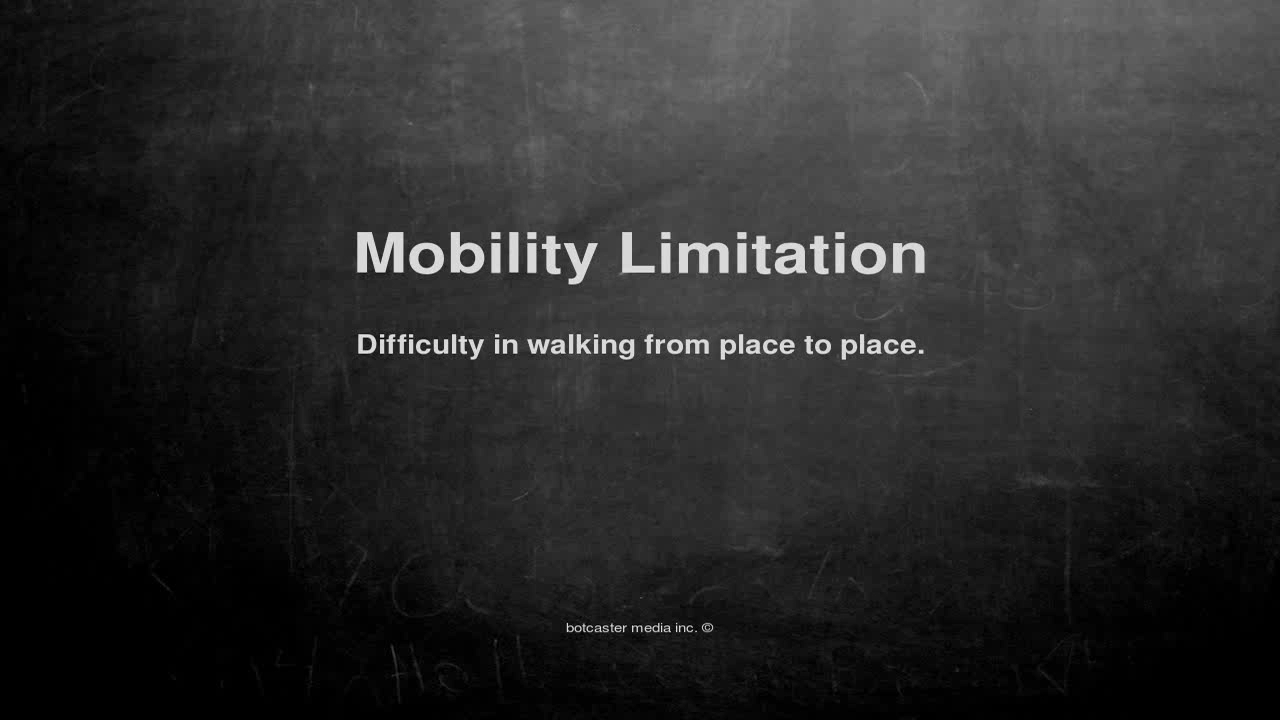 Mobility Limitation
Difficulty in walking from place to place.
botcaster media inc. ©